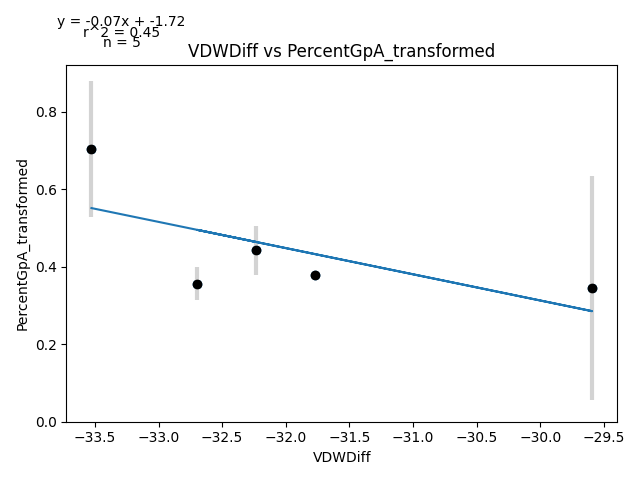 y = -0.07x + -1.72
r^2 = 0.45
n = 5
VDWDiff vs PercentGpA_transformed
PercentGpA_transformed
0.8
0.6
0.4
0.2
0.0
−33.5 −33.0 −32.5 −32.0 −31.5 −31.0 −30.5 −30.0 −29.5
VDWDiff